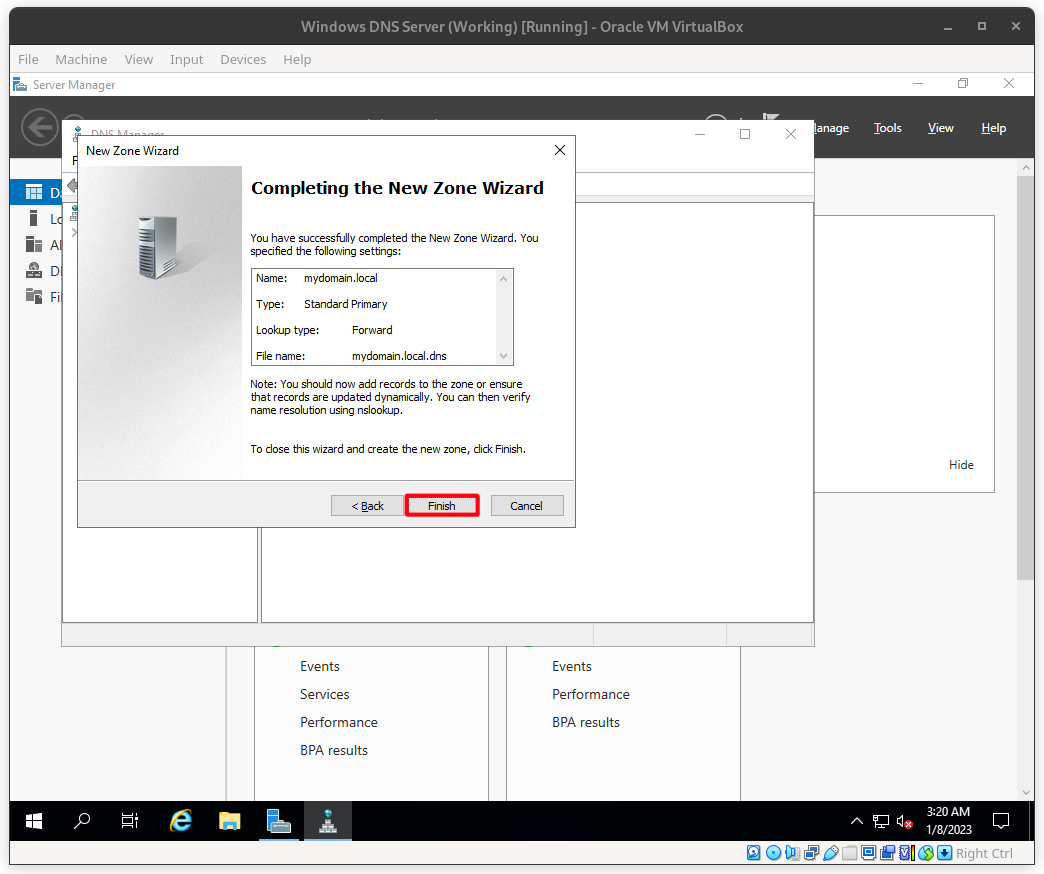 Windows DNS Server (Working) [Running] - Oracle VM VirtualBox
File Machine View Input Devices Help
Server Manager
Manage Tools View Help
DNS Manager
New Zone Wizard
Completing the New Zone Wizard
You have successfully completed the New Zone Wizard. You
specified the following settings:
Name: mydomain.local
Type: Standard Primary
Lookup type: Forward
File name: mydomain.local.dns
Note: You should now add records to the zone or ensure
that records are updated dynamically. You can then verify
name resolution using nslookup.
To close this wizard and create the new zone, click Finish.
< Back Finish Cancel
Hide
Events
Services
Performance
BPA results
Events
Performance
BPA results
3:20 AM
1/8/2023
Right Ctrl